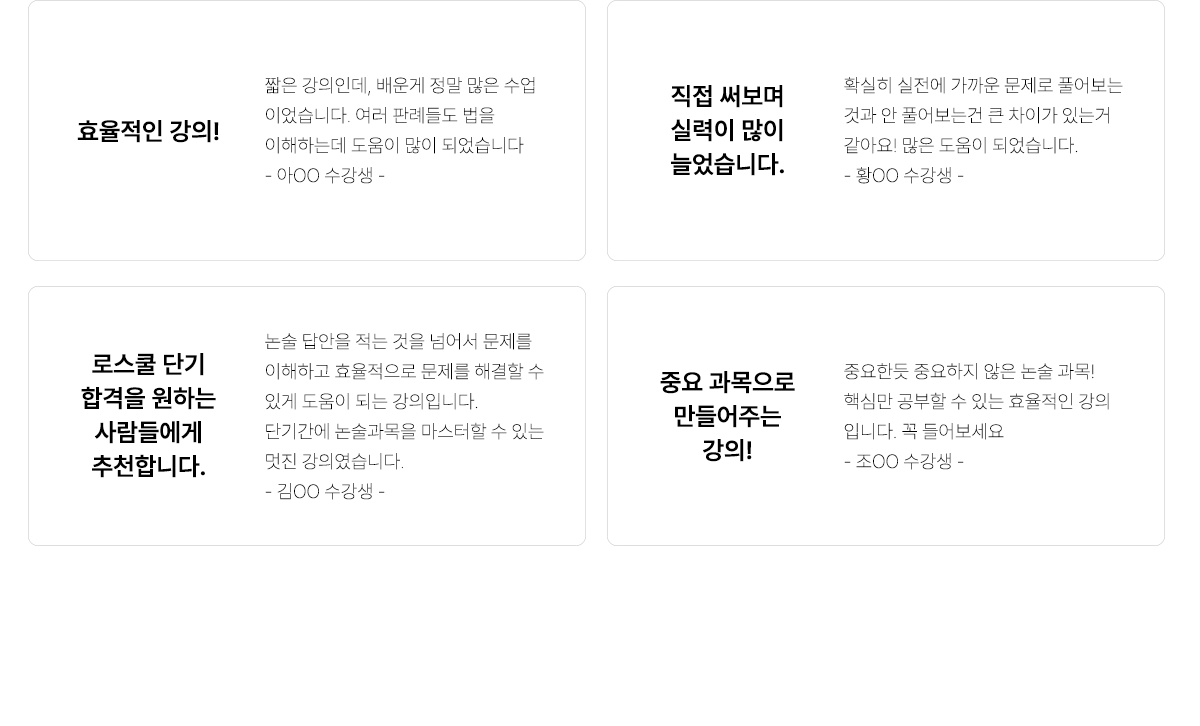 효율적인 강의!
짧은 강의인데, 배운게 정말 많은 수업
이었습니다. 여러 판례들도 법을
이해하는데 도움이 많이 되었습니다
- 아OO 수강생 -
직접 써보며
실력이 많이
늘었습니다.
확실히 실전에 가까운 문제로 풀어보는
것과 안 풀어보는건 큰 차이가 있는거
같아요! 많은 도움이 되었습니다.
- 황OO 수강생 -
로스쿨 단기
합격을 원하는
사람들에게
추천합니다.
논술 답안을 적는 것을 넘어서 문제를
이해하고 효율적으로 문제를 해결할 수
있게 도움이 되는 강의입니다.
단기간에 논술과목을 마스터할 수 있는
멋진 강의였습니다.
- 김OO 수강생 -
중요 과목으로
만들어주는
강의!
중요한듯 중요하지 않은 논술 과목!
핵심만 공부할 수 있는 효율적인 강의
입니다. 꼭 들어보세요
- 조OO 수강생 -